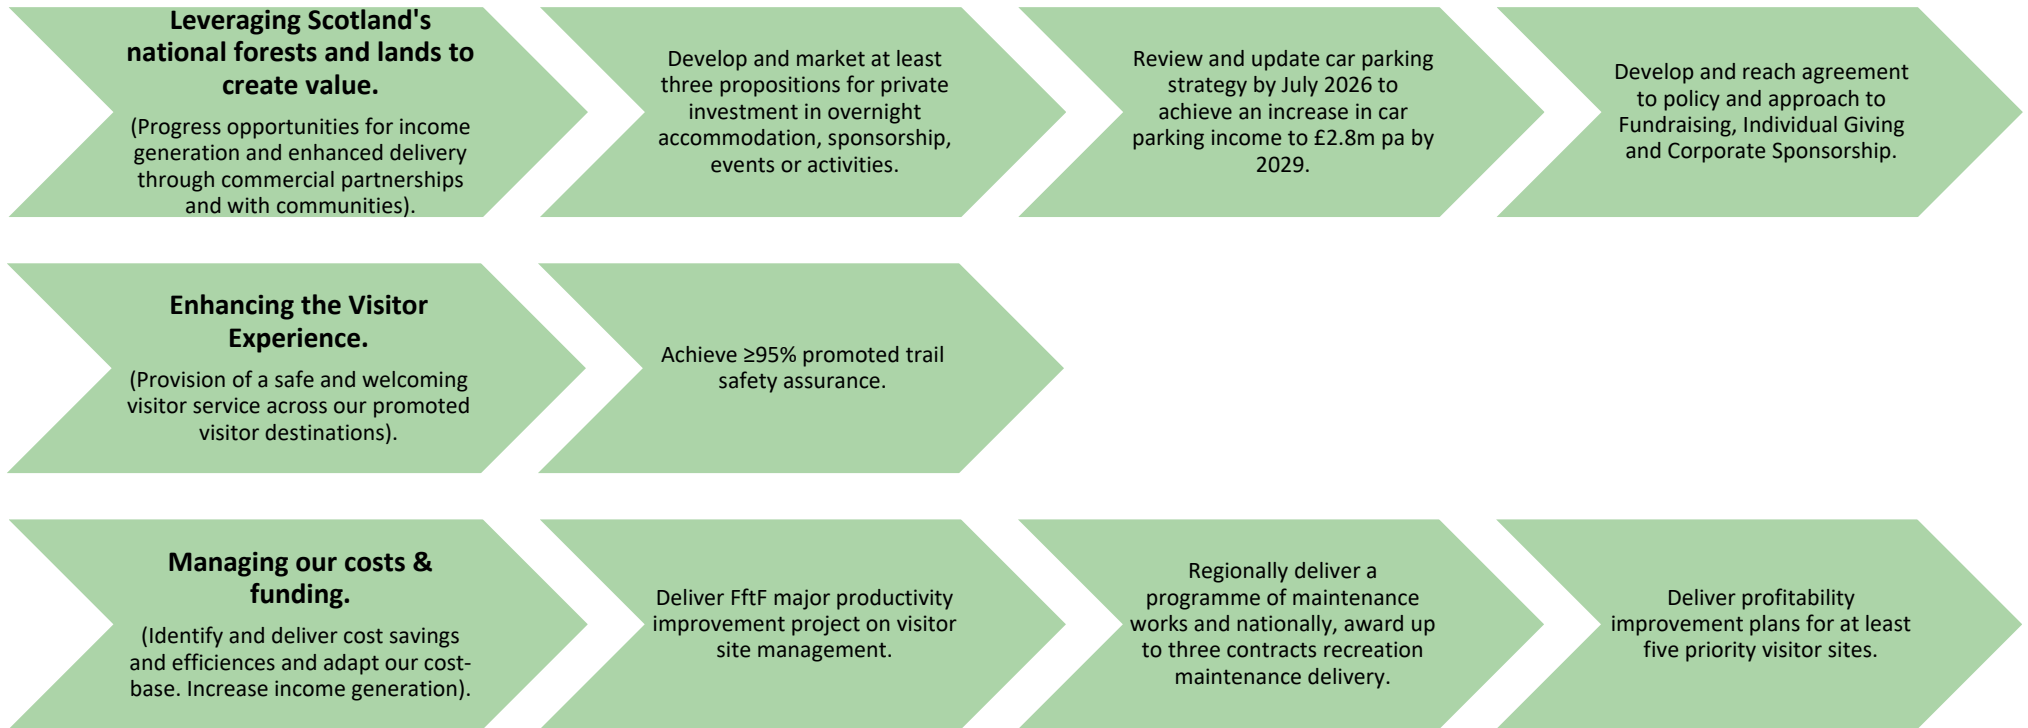 Leveraging Scotland's
national forests and lands to
create value.
(Progress opportunities for income
generation and enhanced delivery
through commercial partnerships
and with communities).
Develop and market at least
three propositions for private
investment in overnight
accommodation, sponsorship,
events or activities.
Review and update car parking
strategy by July 2026 to
achieve an increase in car
parking income to £2.8m pa by
2029.
Develop and reach agreement
to policy and approach to
Fundraising, Individual Giving
and Corporate Sponsorship.
Enhancing the Visitor
Experience.
(Provision of a safe and welcoming
visitor service across our promoted
visitor destinations).
Achieve ≥95% promoted trail
safety assurance.
Managing our costs &
funding.
(Identify and deliver cost savings
and efficiences and adapt our cost-
base. Increase income generation).
Deliver FftF major productivity
improvement project on visitor
site management.
Regionally deliver a
programme of maintenance
works and nationally, award up
to three contracts recreation
maintenance delivery.
Deliver profitability
improvement plans for at least
five priority visitor sites.